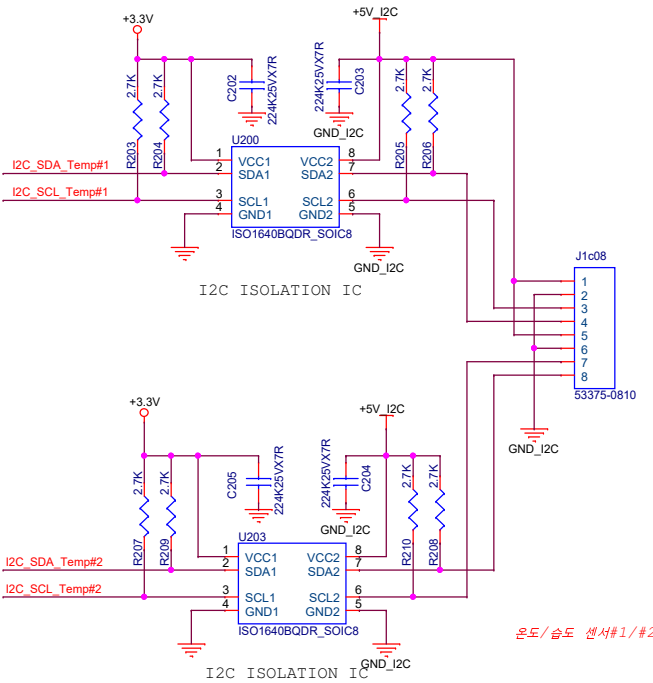 +3.3V
+5V_I2C
2.7K
2.7K
C202
224K25VX7R
224K25VX7R
C203
2.7K
2.7K
GND_I2C
R203
R204
R205
R206
U200
1 VCC1 VCC2 8
2 SDA1 SDA2 7
3 SCL1 SCL2 6
4 GND1 GND2 5
I2C_SDA_Temp#1
I2C_SCL_Temp#1
ISO1640BQDR_SOIC8
GND_I2C
I2C ISOLATION IC
J1c08
1
2
3
4
5
6
7
8
53375-0810
GND_I2C
+3.3V
+5V_I2C
2.7K
2.7K
C205
224K25VX7R
224K25VX7R
C204
2.7K
2.7K
GND_I2C
R207
R209
R210
R208
U203
1 VCC1 VCC2 8
2 SDA1 SDA2 7
3 SCL1 SCL2 6
4 GND1 GND2 5
I2C_SDA_Temp#2
I2C_SCL_Temp#2
ISO1640BQDR_SOIC8
GND_I2C
I2C ISOLATION IC
온도/습도 센서#1/#2